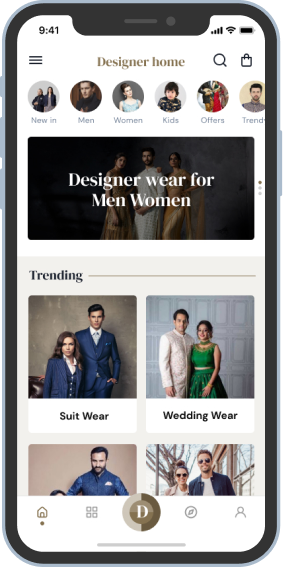 9:41
Designer home
New in Men Women Kids Offers Trend
Designer wear for
Men Women
Trending
Suit Wear
Wedding Wear
D